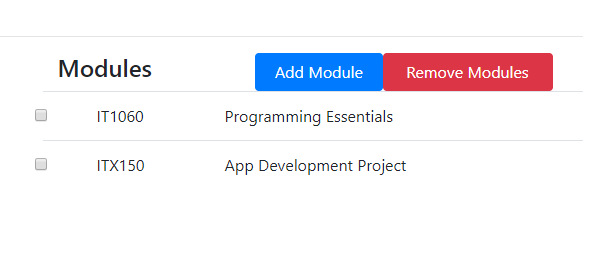 Modules Add Module Remove Modules
IT1060 Programming Essentials
ITX150 App Development Project